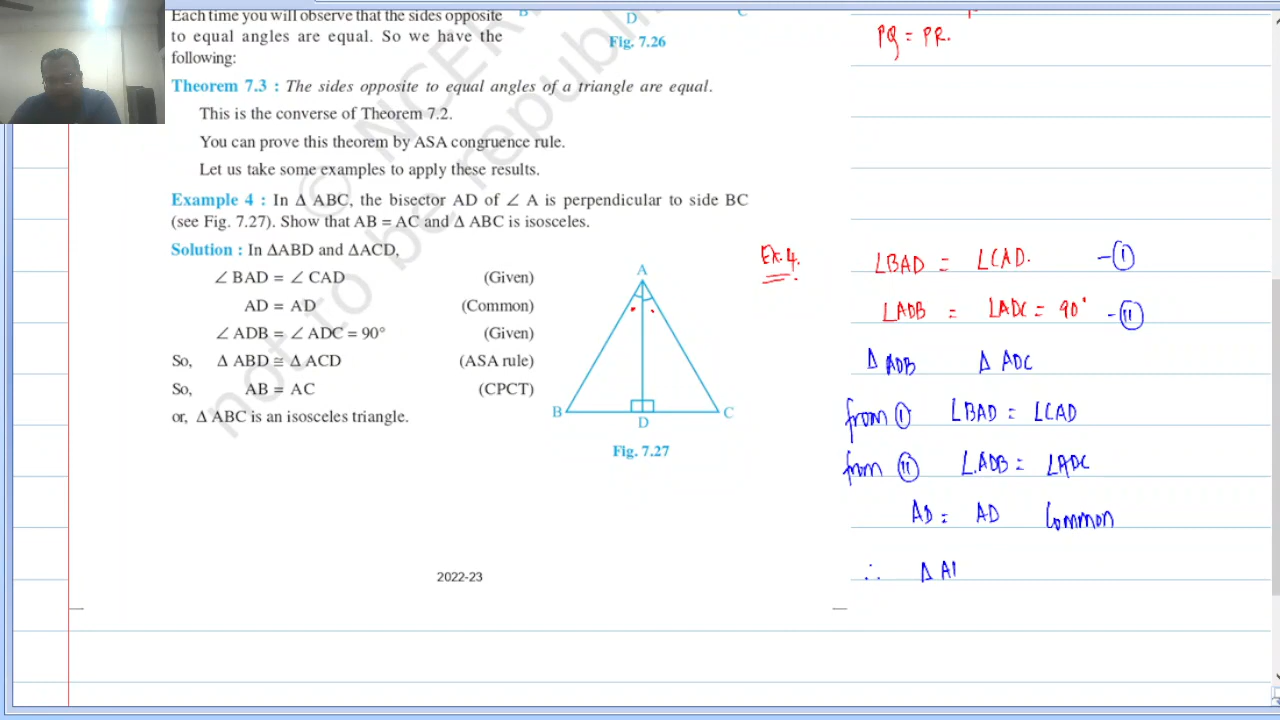 Each time you will observe that the sides opposite
to equal angles are equal. So we have the
following:
B D C
Fig. 7.26
Theorem 7.3 : The sides opposite to equal angles of a triangle are equal.
This is the converse of Theorem 7.2.
You can prove this theorem by ASA congruence rule.
Let us take some examples to apply these results.
Example 4 : In Δ ABC, the bisector AD of ∠ A is perpendicular to side BC
(see Fig. 7.27). Show that AB = AC and Δ ABC is isosceles.
Solution : In ΔABD and ΔACD,
∠ BAD = ∠ CAD (Given)
AD = AD (Common)
∠ ADB = ∠ ADC = 90° (Given)
So, Δ ABD ≅ Δ ACD (ASA rule)
So, AB = AC (CPCT)
or, Δ ABC is an isosceles triangle.
A
B D C
Fig. 7.27
2022-23
© NCERT
not to be republi
PQ = PR.
Ex. 4.
∠BAD = ∠CAD. - (I)
∠ADB = ∠ADC = 90° - (II)
Δ ADB Δ ADC
from (I) ∠BAD = ∠CAD
from (II) ∠ADB = ∠ADC
AD = AD Common
∴ Δ AI